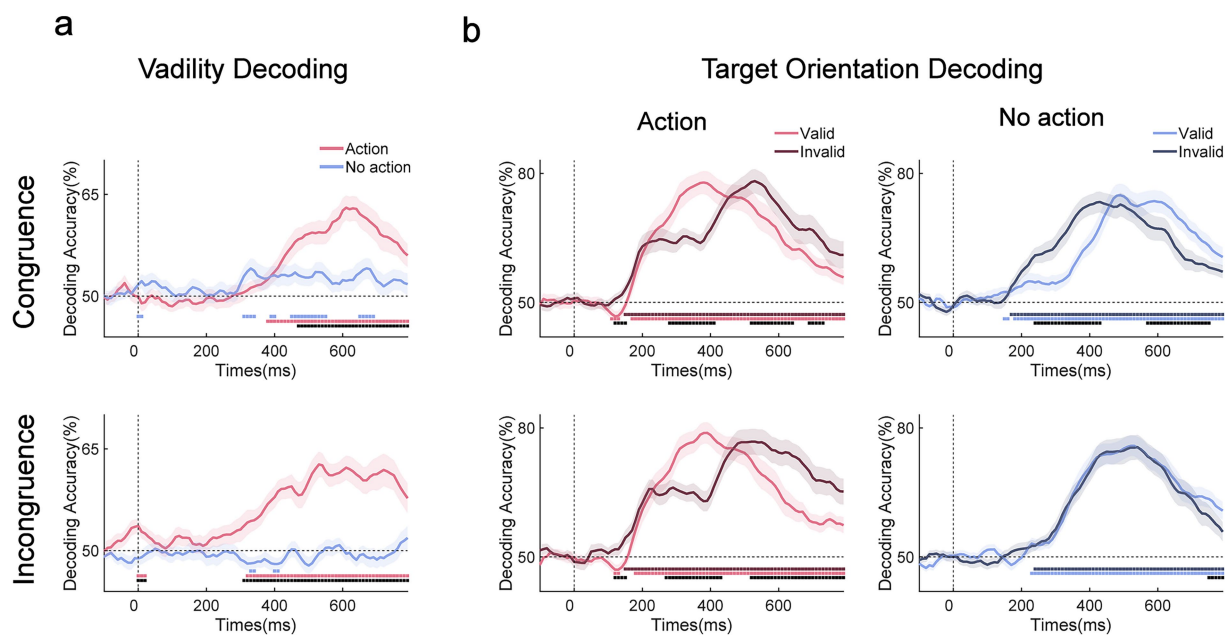 a
b
Vadility Decoding
Target Orientation Decoding
Action
No action
Congruence
Decoding Accuracy(%)
65
50
Action
No action
0 200 400 600
Times(ms)
Decoding Accuracy(%)
80
50
Valid
Invalid
0 200 400 600
Times(ms)
Decoding Accuracy(%)
80
50
Valid
Invalid
0 200 400 600
Times(ms)
Incongruence
Decoding Accuracy(%)
65
50
0 200 400 600
Times(ms)
Decoding Accuracy(%)
80
50
0 200 400 600
Times(ms)
Decoding Accuracy(%)
80
50
0 200 400 600
Times(ms)